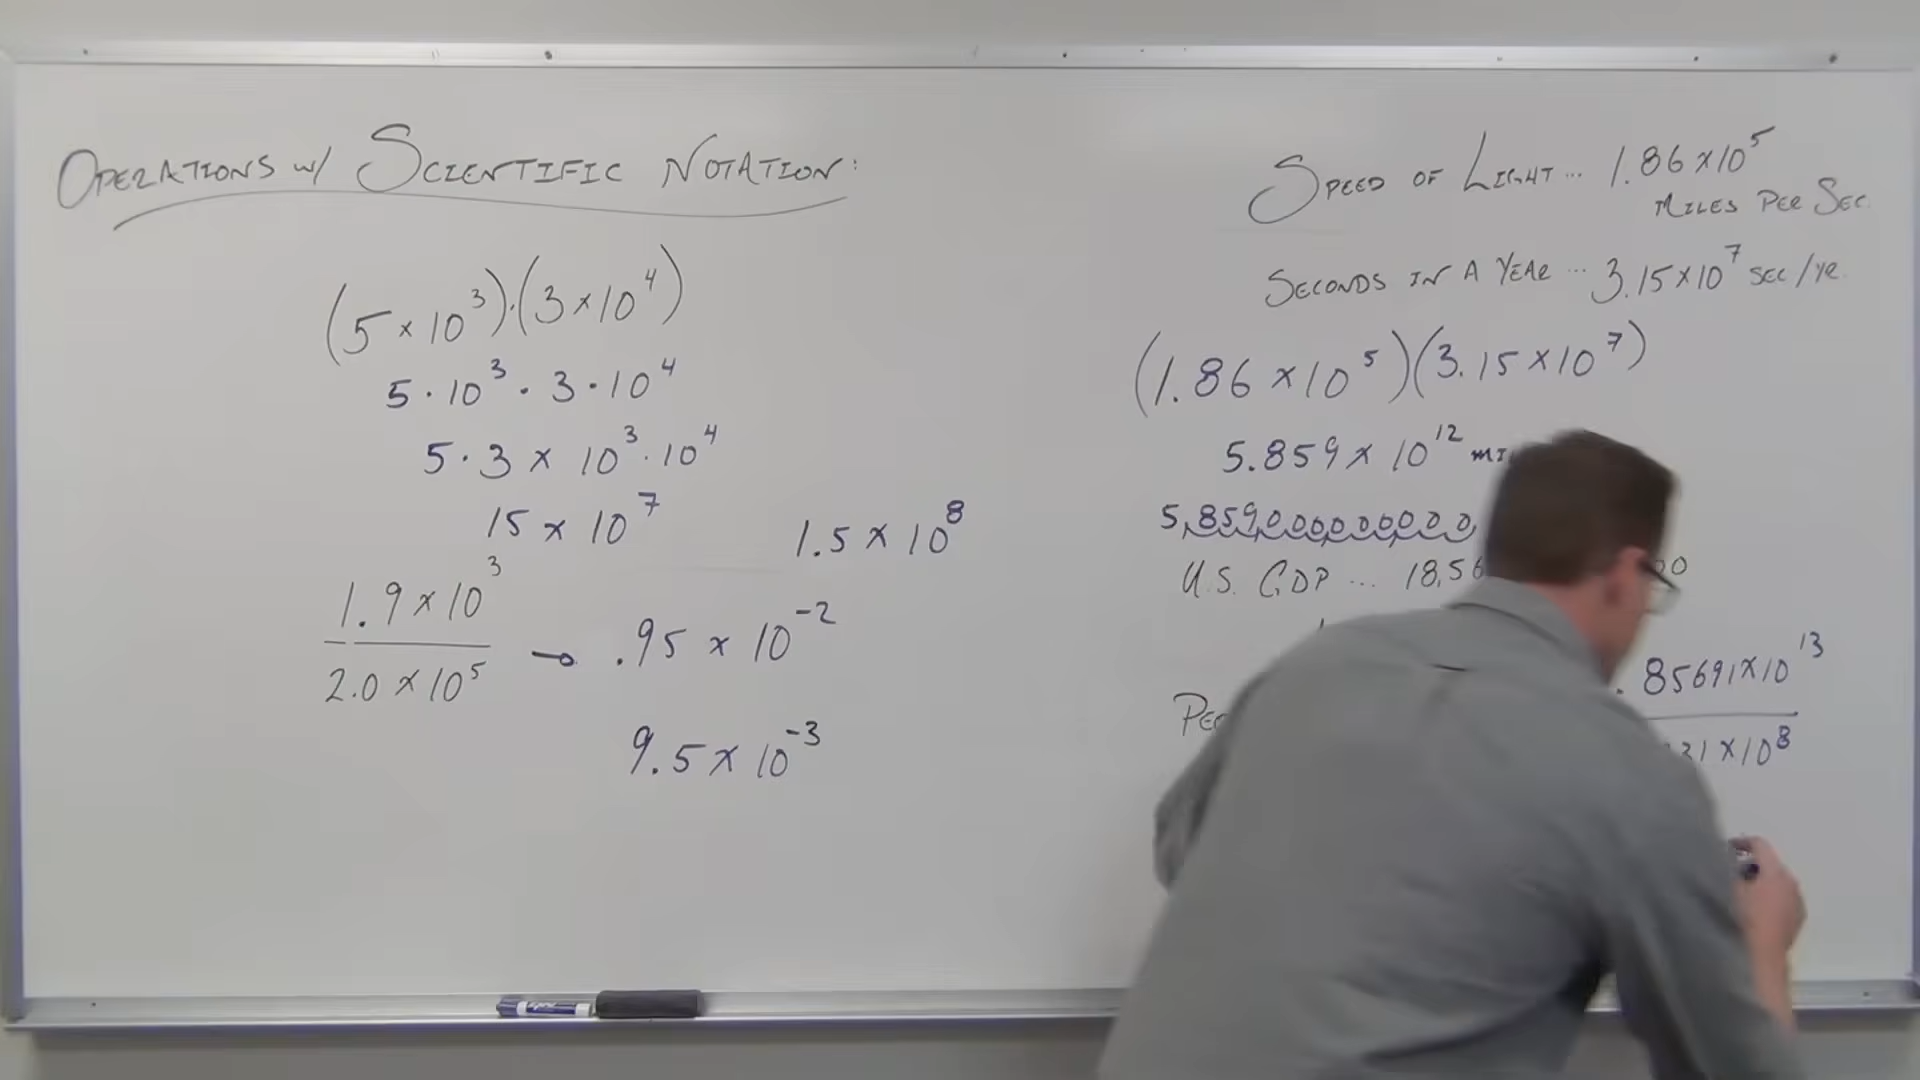 OPERATIONS W/ SCIENTIFIC NOTATION:
(5 × 10³)·(3 × 10⁴)
5 · 10³ · 3 · 10⁴
5 · 3 × 10³ · 10⁴
15 × 10⁷
1.5 × 10⁸
1.9 × 10³
2.0 × 10⁵
.95 × 10⁻²
9.5 × 10⁻³
SPEED OF LIGHT... 1.86 × 10⁵
MILES PER SEC.
SECONDS IN A YEAR ... 3.15 × 10⁷ SEC/YR.
(1.86 × 10⁵)(3.15 × 10⁷)
5.859 × 10¹²
5,859,000,000,000
U.S. GDP ... 18,56
85691 × 10¹³
31 × 10⁸